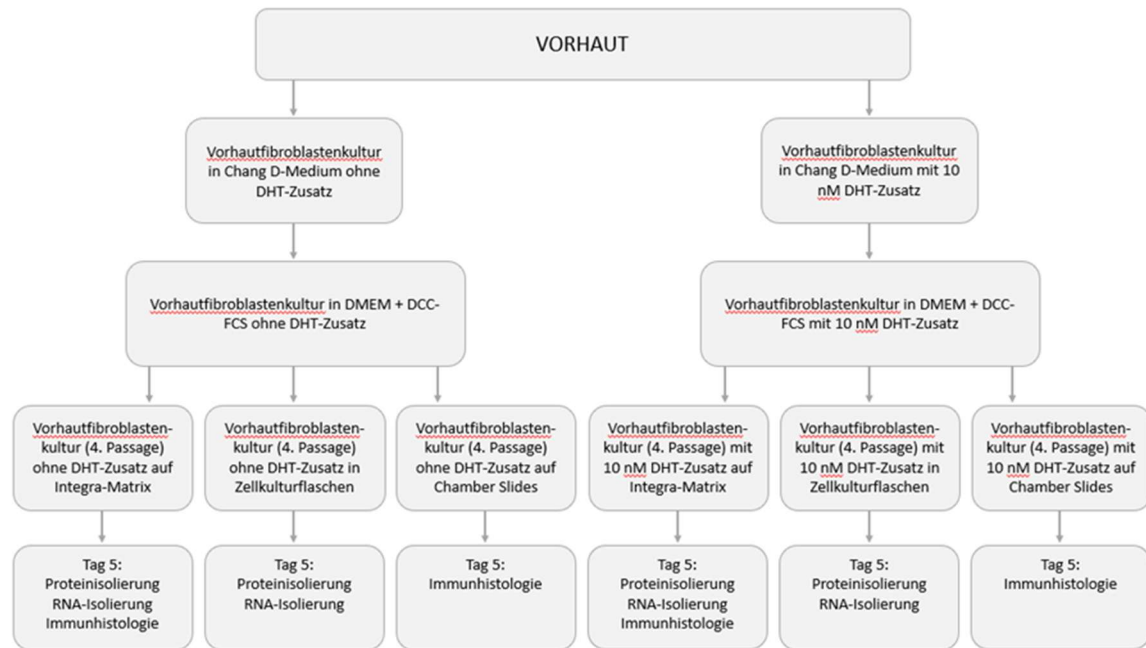 VORHAUT
Vorhautfibroblastenkultur
in Chang D-Medium ohne
DHT-Zusatz
Vorhautfibroblastenkultur
in Chang D-Medium mit 10
nM DHT-Zusatz
Vorhautfibroblastenkultur in DMEM + DCC-
FCS ohne DHT-Zusatz
Vorhautfibroblastenkultur in DMEM + DCC-
FCS mit 10 nM DHT-Zusatz
Vorhautfibroblasten-
kultur (4. Passage)
ohne DHT-Zusatz auf
Integra-Matrix
Vorhautfibroblasten-
kultur (4. Passage)
ohne DHT-Zusatz in
Zellkulturflaschen
Vorhautfibroblasten-
kultur (4. Passage)
ohne DHT-Zusatz auf
Chamber Slides
Vorhautfibroblasten-
kultur (4. Passage) mit
10 nM DHT-Zusatz auf
Integra-Matrix
Vorhautfibroblasten-
kultur (4. Passage) mit
10 nM DHT-Zusatz in
Zellkulturflaschen
Vorhautfibroblasten-
kultur (4. Passage) mit
10 nM DHT-Zusatz auf
Chamber Slides
Tag 5:
Proteinisolierung
RNA-Isolierung
Immunhistologie
Tag 5:
Proteinisolierung
RNA-Isolierung
Tag 5:
Immunhistologie
Tag 5:
Proteinisolierung
RNA-Isolierung
Immunhistologie
Tag 5:
Proteinisolierung
RNA-Isolierung
Tag 5:
Immunhistologie